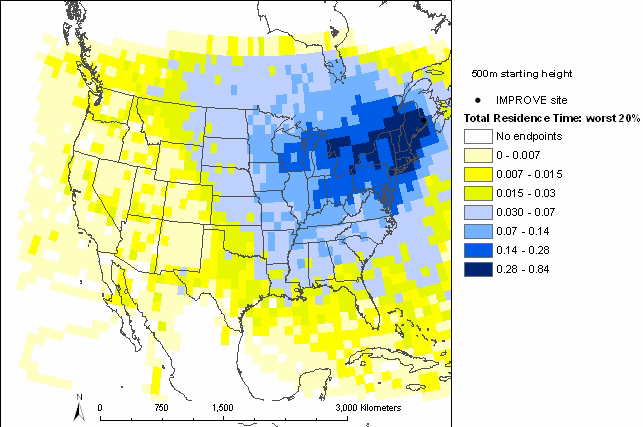 500m starting height
IMPROVE site
Total Residence Time: worst 20%
No endpoints
0 - 0.007
0.007 - 0.015
0.015 - 0.03
0.030 - 0.07
0.07 - 0.14
0.14 - 0.28
0.28 - 0.84
N
0 750 1,500 3,000 Kilometers